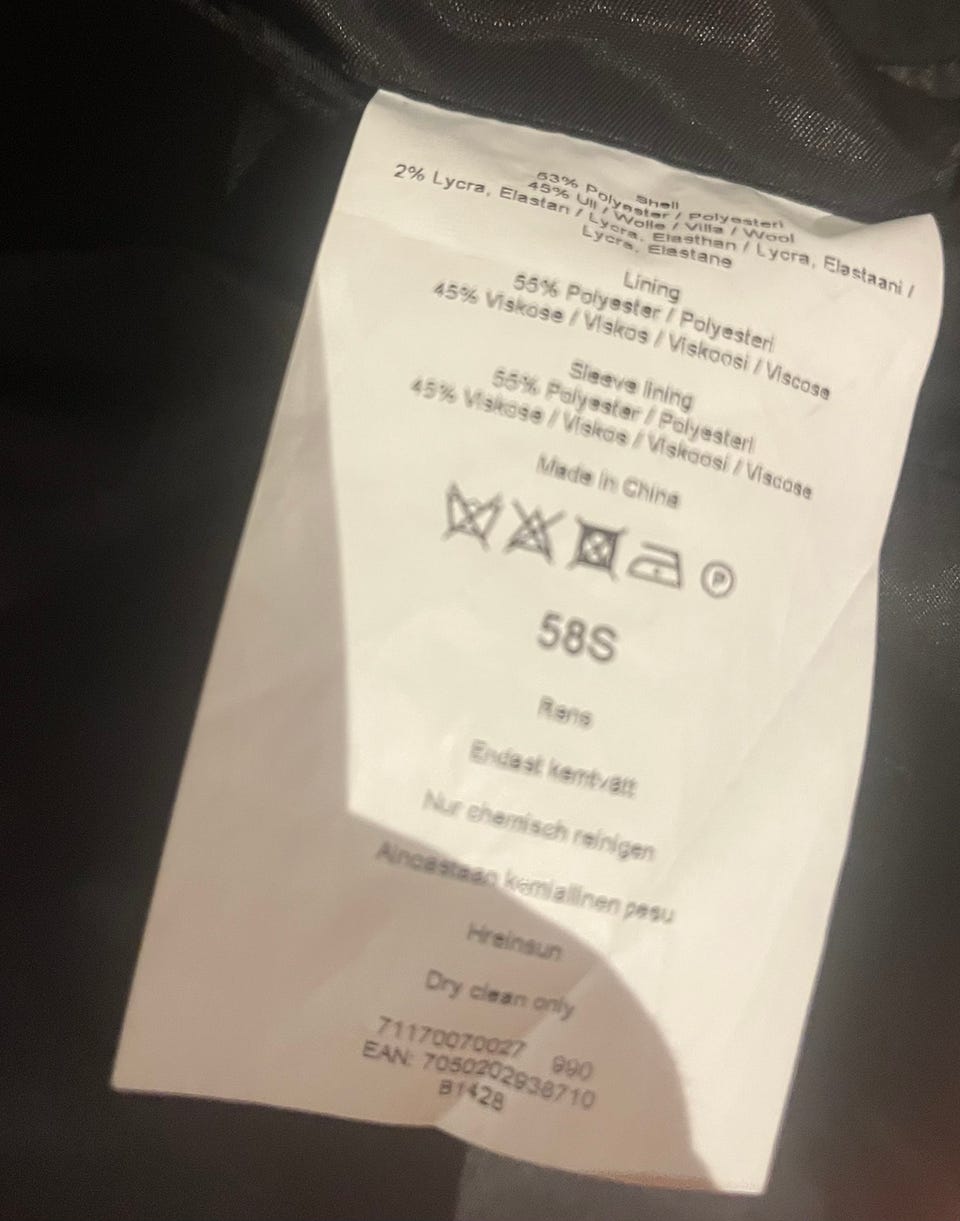 Shell
53% Polyester / Polyesteri
45% Ull / Wolle / Villa / Wool
2% Lycra, Elastan / Lycra, Elasthan / Lycra, Elastaani /
Lycra, Elastane
Lining
55% Polyester / Polyesteri
45% Viskose / Viskos / Viskoosi / Viscose
Sleeve lining
55% Polyester / Polyesteri
45% Viskose / Viskos / Viskoosi / Viscose
Made in China
P
58S
Rens
Endast kemtvätt
Nur chemisch reinigen
Ainoastaan kemiallinen pesu
Hreinsun
Dry clean only
71170070027 990
EAN: 7050202938710
B1428